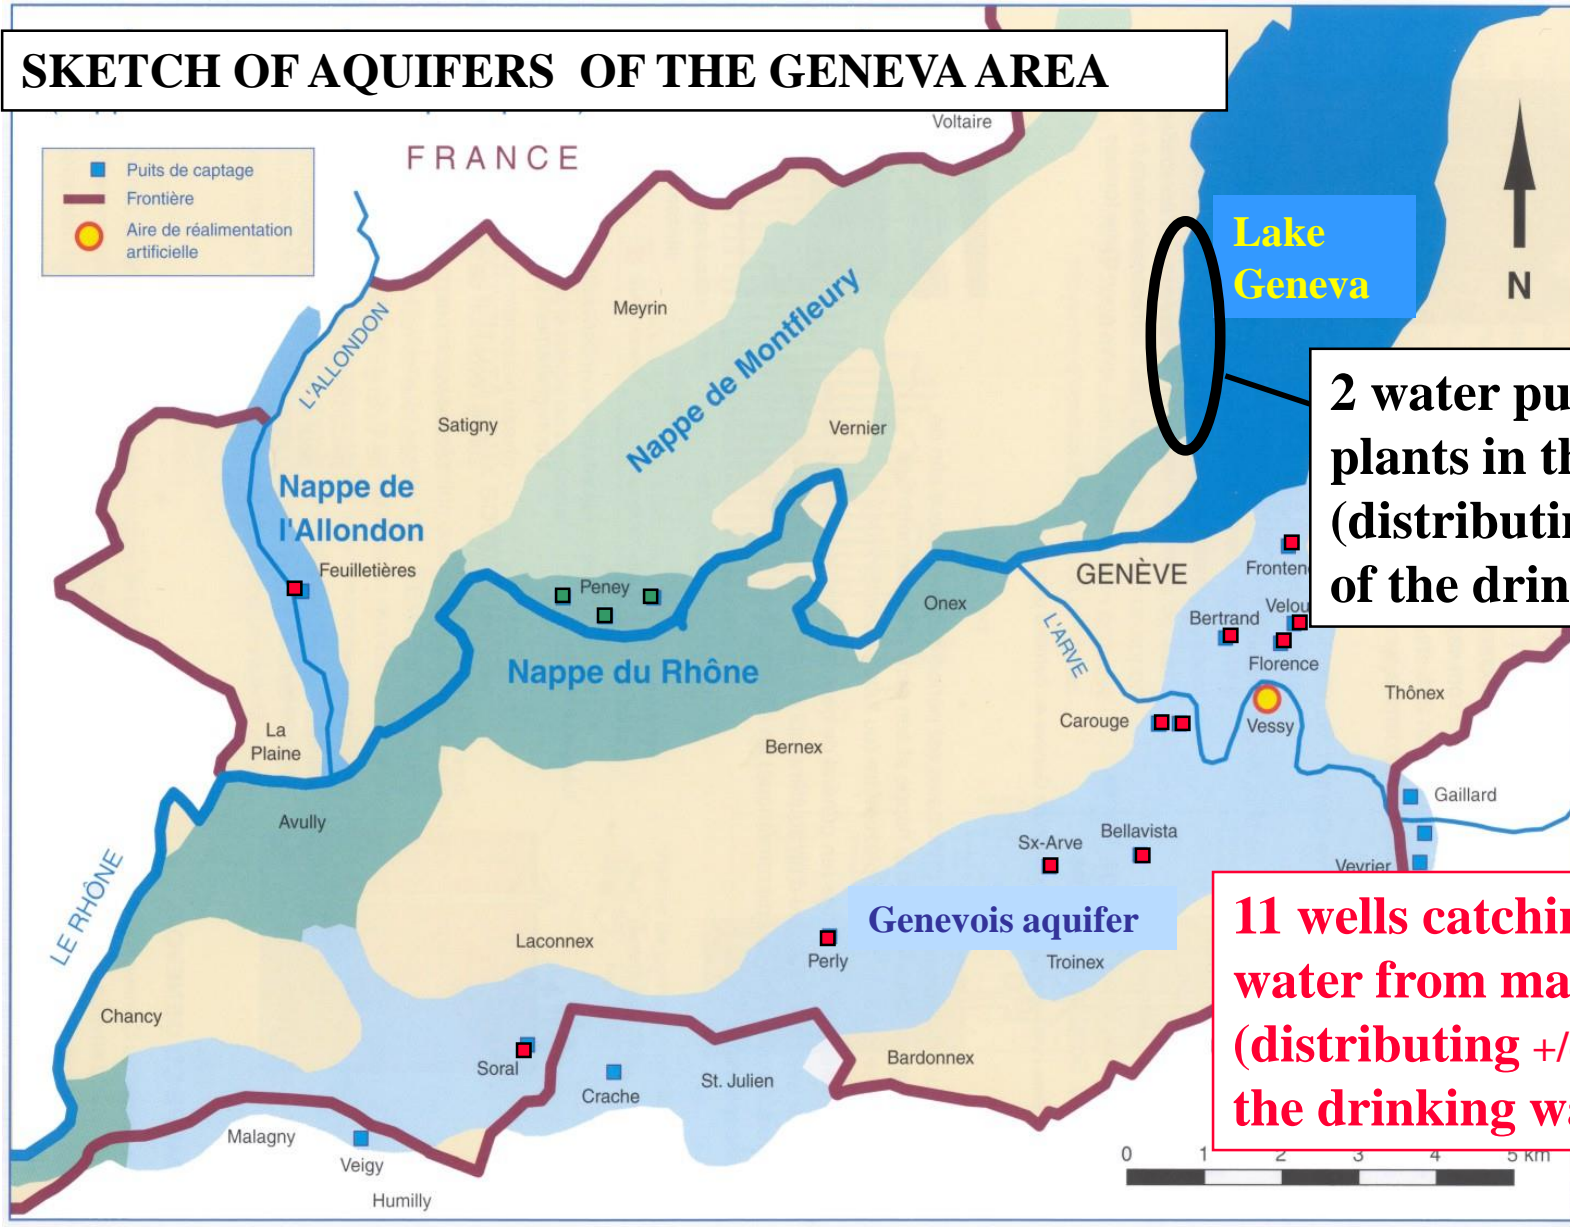 SKETCH OF AQUIFERS OF THE GENEVA AREA
Voltaire
FRANCE
Puits de captage
Frontière
Aire de réalimentation
artificielle
Lake
Geneva
N
L'ALLONDON
Meyrin
Nappe de Montfleury
Satigny
Vernier
2 water pu
plants in th
(distributin
of the drin
Nappe de
l'Allondon
Feuilletières
Peney
GENÈVE
Onex
L'ARVE
Fronten
Bertrand
Velou
Florence
Nappe du Rhône
Thônex
Carouge
Vessy
La
Plaine
Bernex
Gaillard
Avully
Sx-Arve
Bellavista
Veyrier
LE RHÔNE
Genevois aquifer
11 wells catchin
water from ma
(distributing +/
the drinking wa
Laconnex
Perly
Troinex
Chancy
Soral
Crache
St. Julien
Bardonnex
Malagny
Veigy
Humilly
0 1 2 3 4 5 km